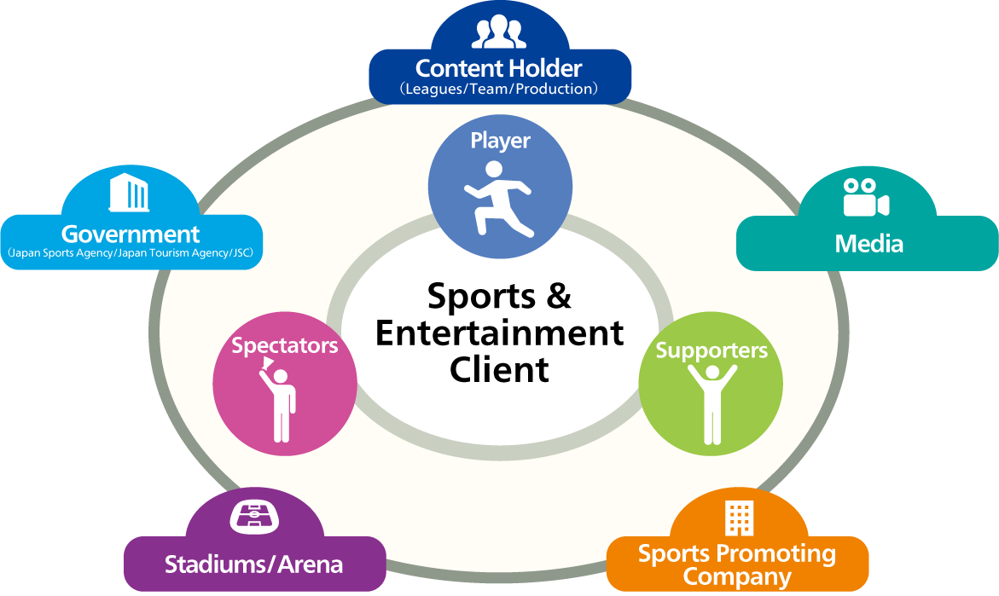 Content Holder
（Leagues/Team/Production）
Player
Government
（Japan Sports Agency/Japan Tourism Agency/JSC）
Media
Sports &
Entertainment
Client
Spectators
Supporters
Stadiums/Arena
Sports Promoting
Company